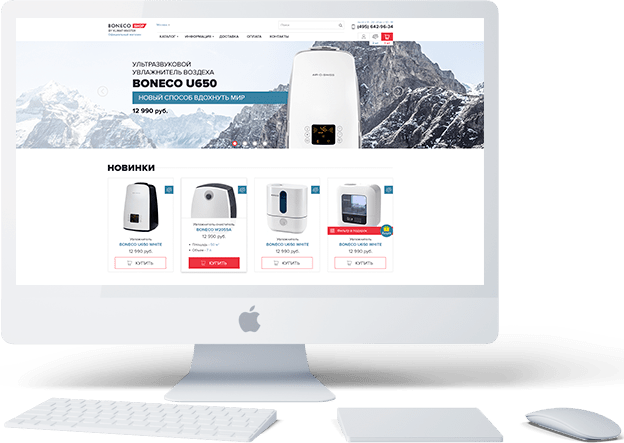 BONECO SHOP
Москва
Поиск
(495) 642-96-34
КАТАЛОГ ИНФОРМАЦИЯ ДОСТАВКА ОПЛАТА КОНТАКТЫ
УЛЬТРАЗВУКОВОЙ
УВЛАЖНИТЕЛЬ ВОЗДЕХА
BONECO U650
НОВЫЙ СПОСОБ ВДОХНУТЬ МИР
12 990 руб.
НОВИНКИ
Увлажнитель
BONECO U650 WHITE
12 990 руб.
КУПИТЬ
Увлажнитель-очиститель
BONECO W2055A
12 990 руб.
КУПИТЬ
Увлажнитель
BONECO U650 WHITE
12 990 руб.
КУПИТЬ
Фильтр в подарок
Увлажнитель
BONECO U650 WHITE
12 990 руб.
КУПИТЬ